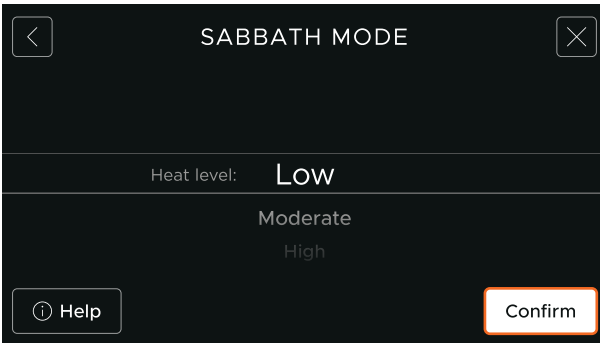 SABBATH MODE
Heat level: Low
Moderate
High
Help
Confirm